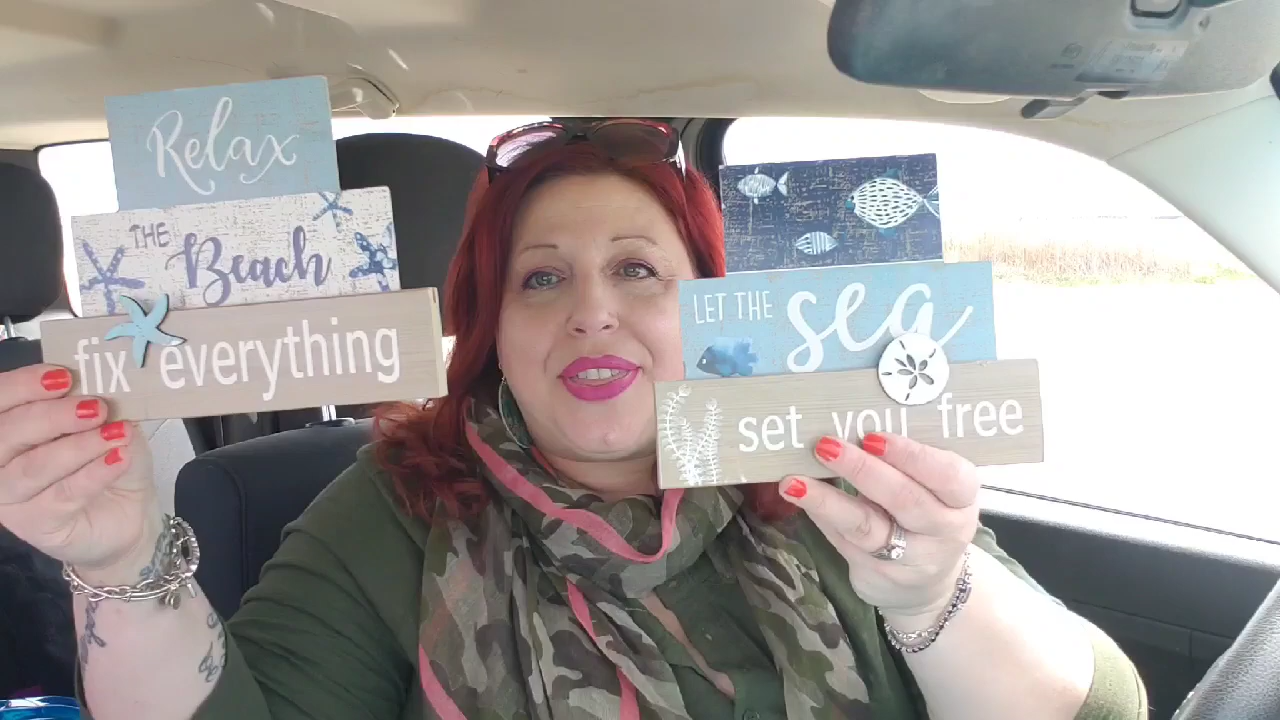 Relax
THE Beach
fix everything
LET THE sea
set you free